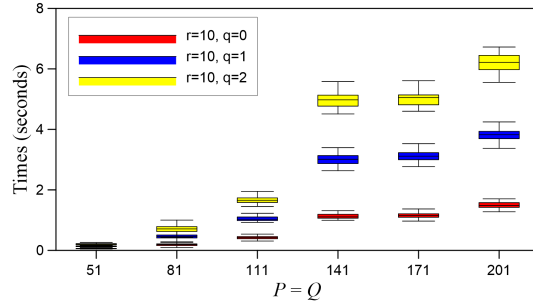 8
6
4
2
0
Times (seconds)
r=10, q=0
r=10, q=1
r=10, q=2
51 81 111 141 171 201
P = Q